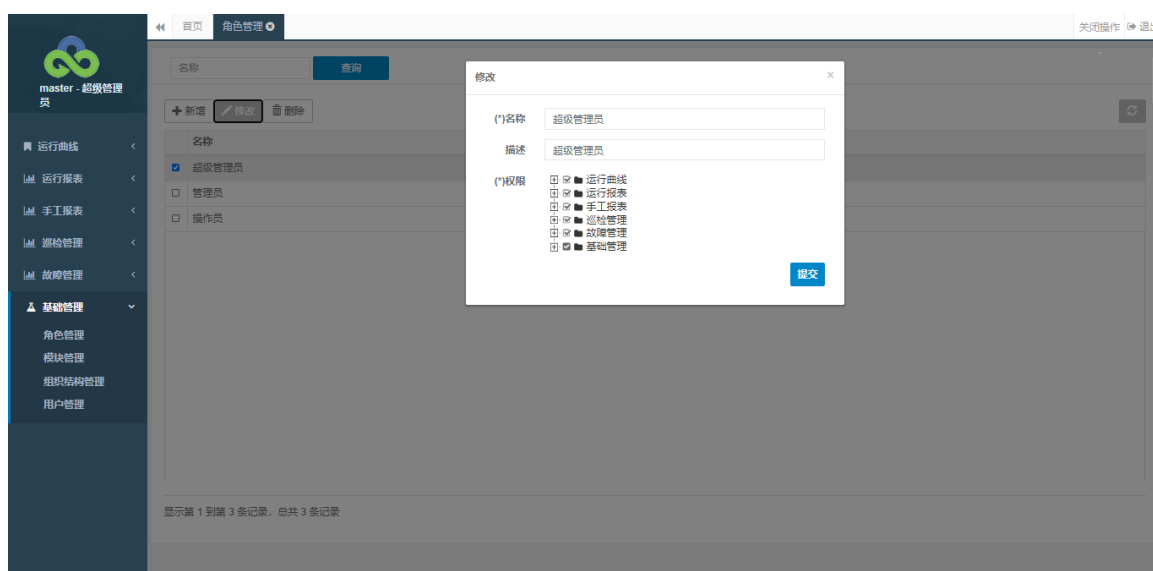 首页 角色管理 关闭操作
master - 超级管理
员
名称 查询
新增 修改 删除
名称
超级管理员
管理员
操作员
显示第 1 到第 3 条记录，总共 3 条记录
运行曲线
运行报表
手工报表
巡检管理
故障管理
基础管理
角色管理
模块管理
组织结构管理
用户管理
修改 ×
(*)名称 超级管理员
描述 超级管理员
(*)权限 运行曲线
运行报表
手工报表
巡检管理
故障管理
基础管理
提交